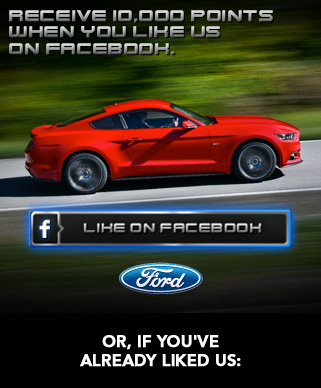 RECEIVE 10,000 POINTS
WHEN YOU LIKE US
ON FACEBOOK.
f LIKE ON FACEBOOK
Ford
OR, IF YOU'VE
ALREADY LIKED US: